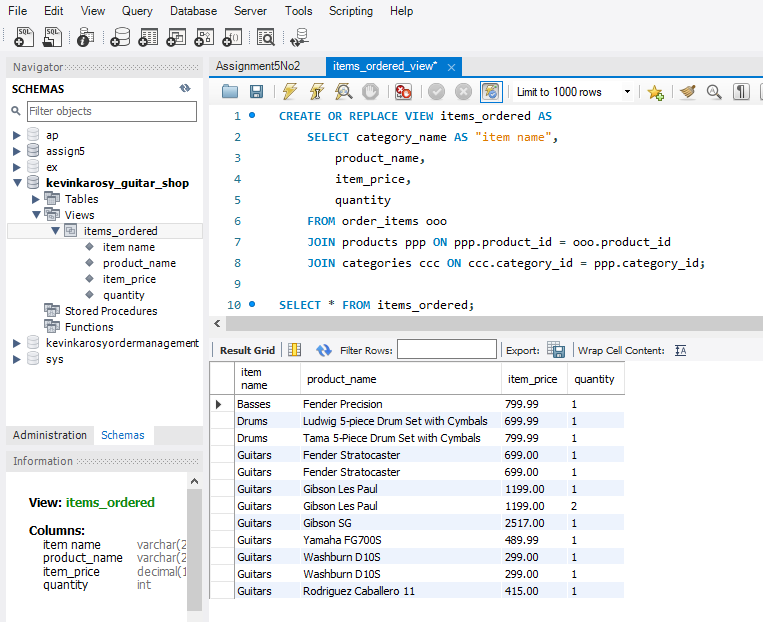 File Edit View Query Database Server Tools Scripting Help
Navigator
SCHEMAS
Filter objects
ap
assign5
ex
kevinkarosy_guitar_shop
Tables
Views
items_ordered
item name
product_name
item_price
quantity
Stored Procedures
Functions
kevinkarosyordermanagement
sys
Administration Schemas
Information
View: items_ordered
Columns:
item name varchar(2
product_name varchar(2
item_price decimal(1
quantity int
Assignment5No2 items_ordered_view*
Limit to 1000 rows
1 CREATE OR REPLACE VIEW items_ordered AS
2 SELECT category_name AS "item name",
3 product_name,
4 item_price,
5 quantity
6 FROM order_items ooo
7 JOIN products ppp ON ppp.product_id = ooo.product_id
8 JOIN categories ccc ON ccc.category_id = ppp.category_id;
9
10 SELECT * FROM items_ordered;
Result Grid Filter Rows: Export: Wrap Cell Content:
item name product_name item_price quantity
Basses Fender Precision 799.99 1
Drums Ludwig 5-piece Drum Set with Cymbals 699.99 1
Drums Tama 5-Piece Drum Set with Cymbals 799.99 1
Guitars Fender Stratocaster 699.00 1
Guitars Fender Stratocaster 699.00 1
Guitars Gibson Les Paul 1199.00 1
Guitars Gibson Les Paul 1199.00 2
Guitars Gibson SG 2517.00 1
Guitars Yamaha FG700S 489.99 1
Guitars Washburn D10S 299.00 1
Guitars Washburn D10S 299.00 1
Guitars Rodriguez Caballero 11 415.00 1